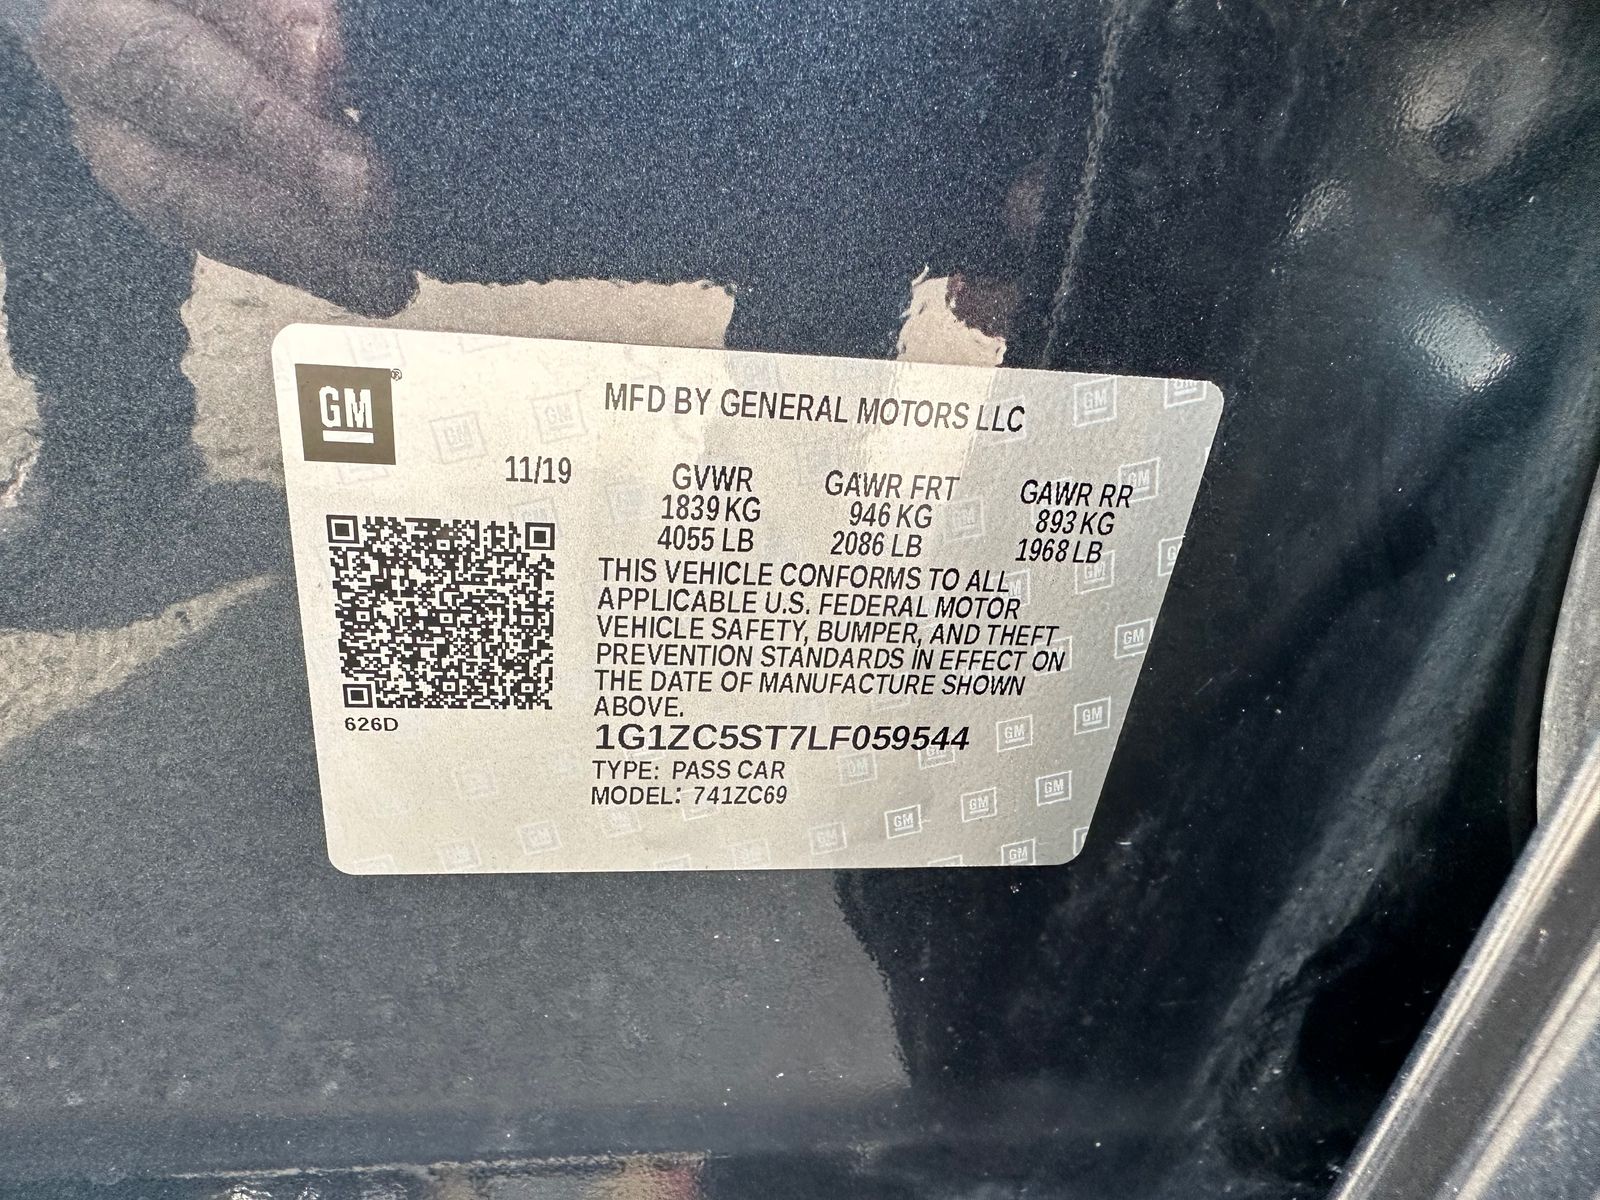 GM®
MFD BY GENERAL MOTORS LLC
11/19
GVWR GAWR FRT GAWR RR
1839 KG 946 KG 893 KG
4055 LB 2086 LB 1968 LB
THIS VEHICLE CONFORMS TO ALL
APPLICABLE U.S. FEDERAL MOTOR
VEHICLE SAFETY, BUMPER, AND THEFT
PREVENTION STANDARDS IN EFFECT ON
THE DATE OF MANUFACTURE SHOWN
ABOVE.
626D
1G1ZC5ST7LF059544
TYPE: PASS CAR
MODEL: 741ZC69